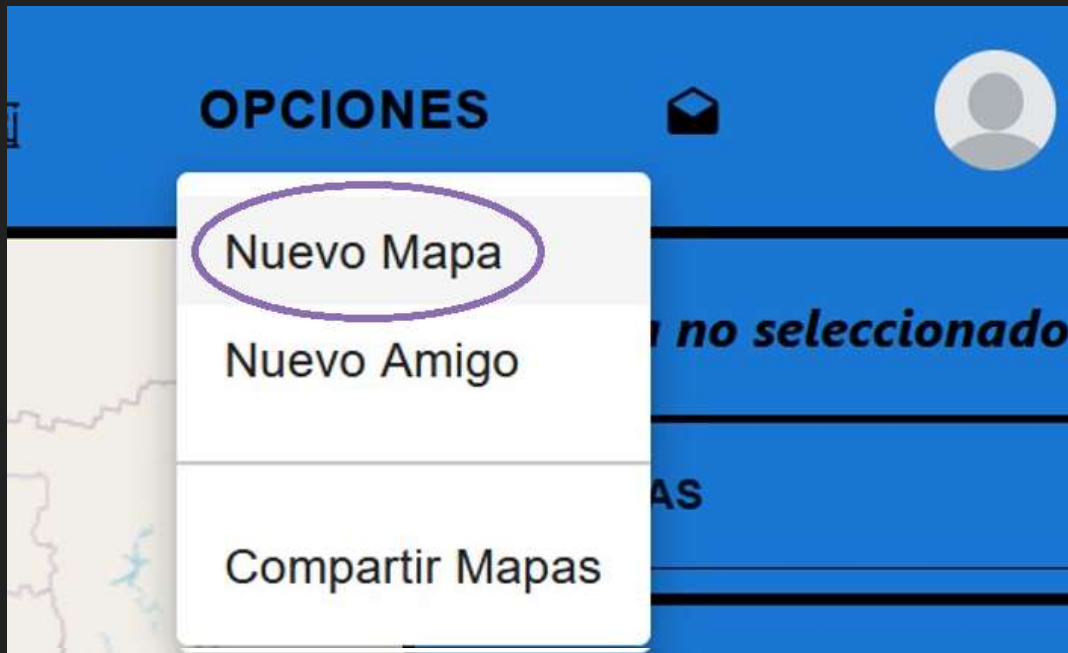 OPCIONES
Nuevo Mapa
no seleccionado
Nuevo Amigo
AS
Compartir Mapas